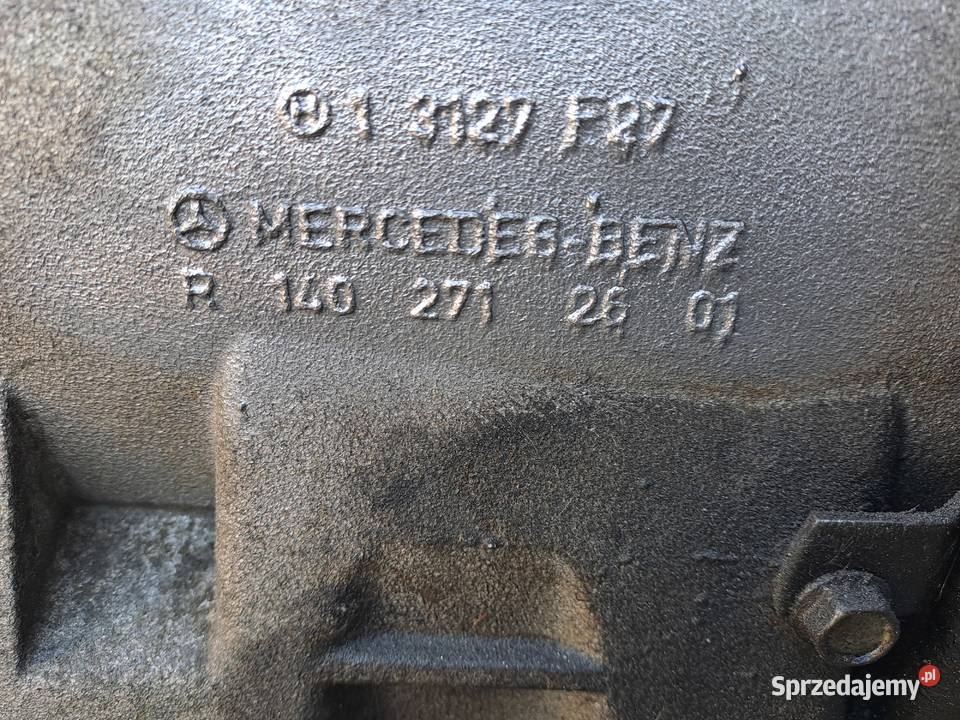 H 1 3127 F27
MERCEDES-BENZ
R 140 271 26 01
Sprzedajemy.pl